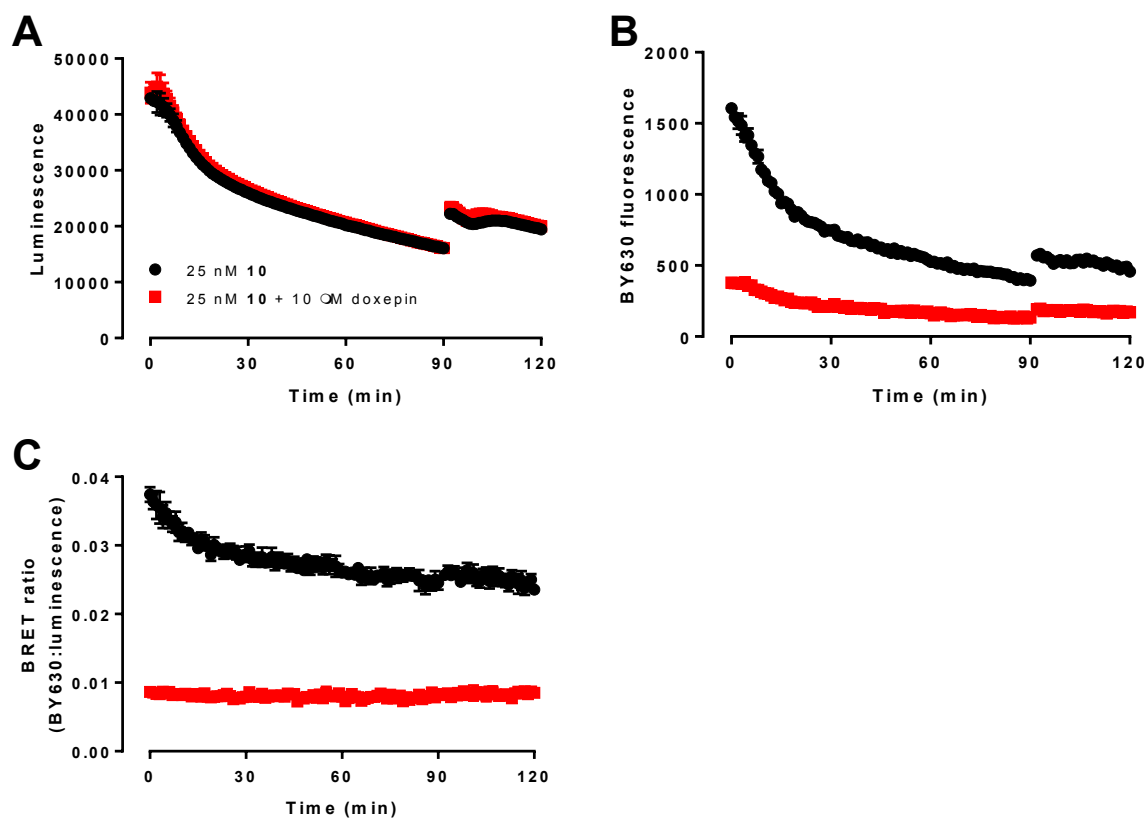 A
50000
40000
30000
20000
10000
0
Luminescence
25 nM 10
25 nM 10 + 10 M doxepin
0 30 60 90 120
Time (min)
B
2000
1500
1000
500
0
BY630 fluorescence
0 30 60 90 120
Time (min)
C
0.04
0.03
0.02
0.01
0.00
BRET ratio
(BY630:luminescence)
0 30 60 90 120
Time (min)